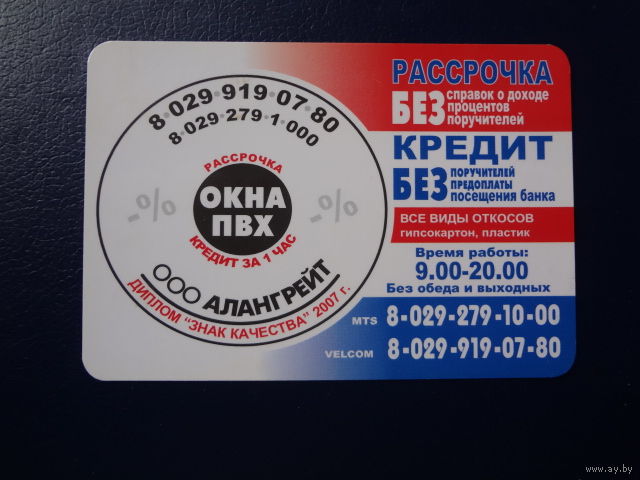 8·029·919·07·80
8·029·279·1·000
РАССРОЧКА
-%
ОКНА
ПВХ
-%
КРЕДИТ ЗА 1 ЧАС
ООО АЛАНГРЕЙТ
ДИПЛОМ "ЗНАК КАЧЕСТВА" 2007 г.
РАССРОЧКА
БЕЗ справок о доходе
процентов
поручителей
КРЕДИТ
БЕЗ ПОРУЧИТЕЛЕЙ
ПРЕДОПЛАТЫ
посещения банка
ВСЕ ВИДЫ ОТКОСОВ
гипсокартон, пластик
Время работы:
9.00-20.00
Без обеда и выходных
MTS 8-029-279-10-00
VELCOM 8-029-919-07-80
www.ay.by